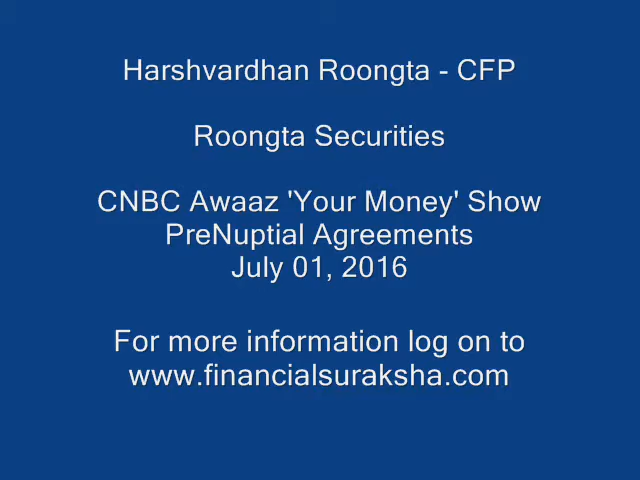 Harshvardhan Roongta - CFP
Roongta Securities
CNBC Awaaz 'Your Money' Show
PreNuptial Agreements
July 01, 2016
For more information log on to
www.financialsuraksha.com